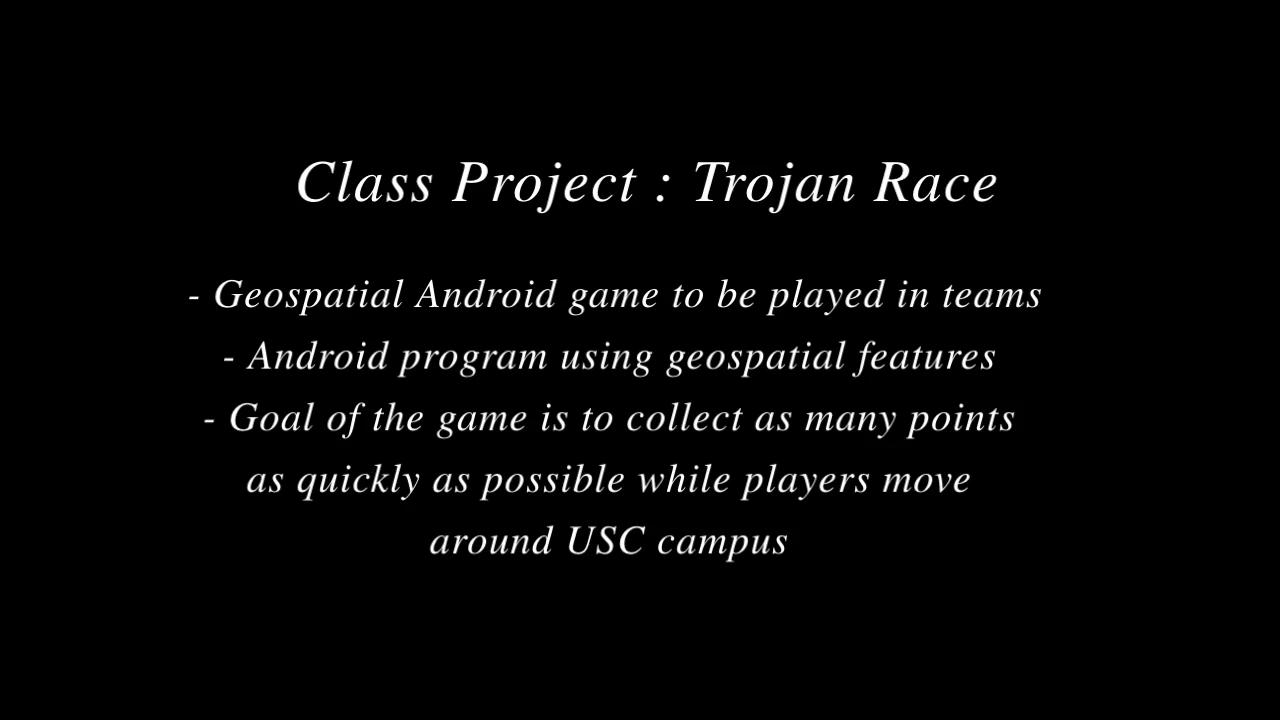 Class Project : Trojan Race
- Geospatial Android game to be played in teams
- Android program using geospatial features
- Goal of the game is to collect as many points
as quickly as possible while players move
around USC campus